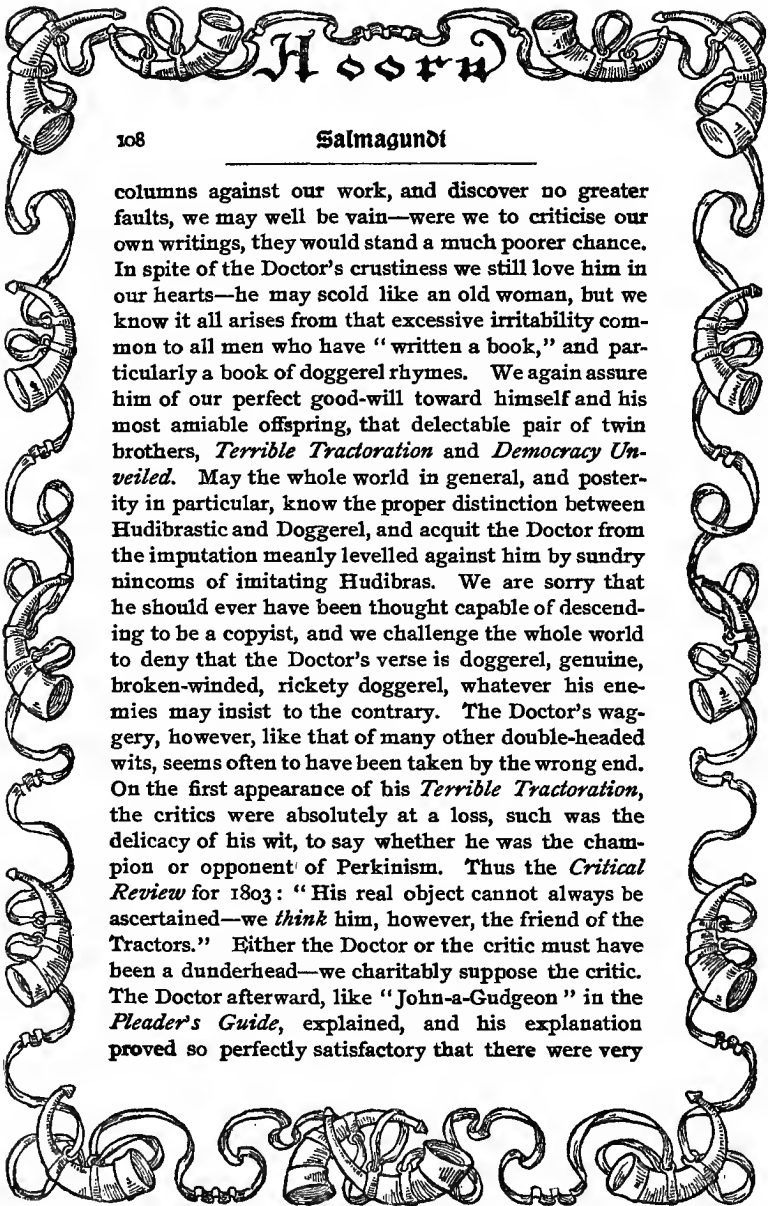 Hoorn
108 Salmagundi
columns against our work, and discover no greater
faults, we may well be vain—were we to criticise our
own writings, they would stand a much poorer chance.
In spite of the Doctor's crustiness we still love him in
our hearts—he may scold like an old woman, but we
know it all arises from that excessive irritability com-
mon to all men who have "written a book," and par-
ticularly a book of doggerel rhymes. We again assure
him of our perfect good-will toward himself and his
most amiable offspring, that delectable pair of twin
brothers, Terrible Tractoration and Democracy Un-
veiled. May the whole world in general, and poster-
ity in particular, know the proper distinction between
Hudibrastic and Doggerel, and acquit the Doctor from
the imputation meanly levelled against him by sundry
nincoms of imitating Hudibras. We are sorry that
he should ever have been thought capable of descend-
ing to be a copyist, and we challenge the whole world
to deny that the Doctor's verse is doggerel, genuine,
broken-winded, rickety doggerel, whatever his ene-
mies may insist to the contrary. The Doctor's wag-
gery, however, like that of many other double-headed
wits, seems often to have been taken by the wrong end.
On the first appearance of his Terrible Tractoration,
the critics were absolutely at a loss, such was the
delicacy of his wit, to say whether he was the cham-
pion or opponent of Perkinism. Thus the Critical
Review for 1803: "His real object cannot always be
ascertained—we think him, however, the friend of the
Tractors." Either the Doctor or the critic must have
been a dunderhead—we charitably suppose the critic.
The Doctor afterward, like "John-a-Gudgeon" in the
Pleader's Guide, explained, and his explanation
proved so perfectly satisfactory that there were very